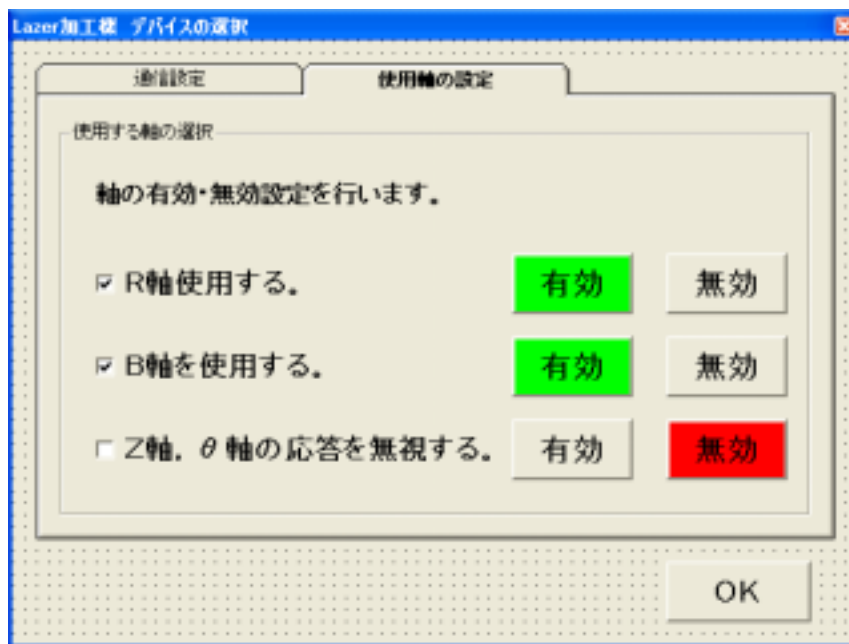 Lazer加工機 デバイスの選択
通信設定 使用軸の設定
使用する軸の選択
軸の有効・無効設定を行います。
R軸使用する。 有効 無効
B軸を使用する。 有効 無効
Z軸，θ軸の応答を無視する。 有効 無効
OK